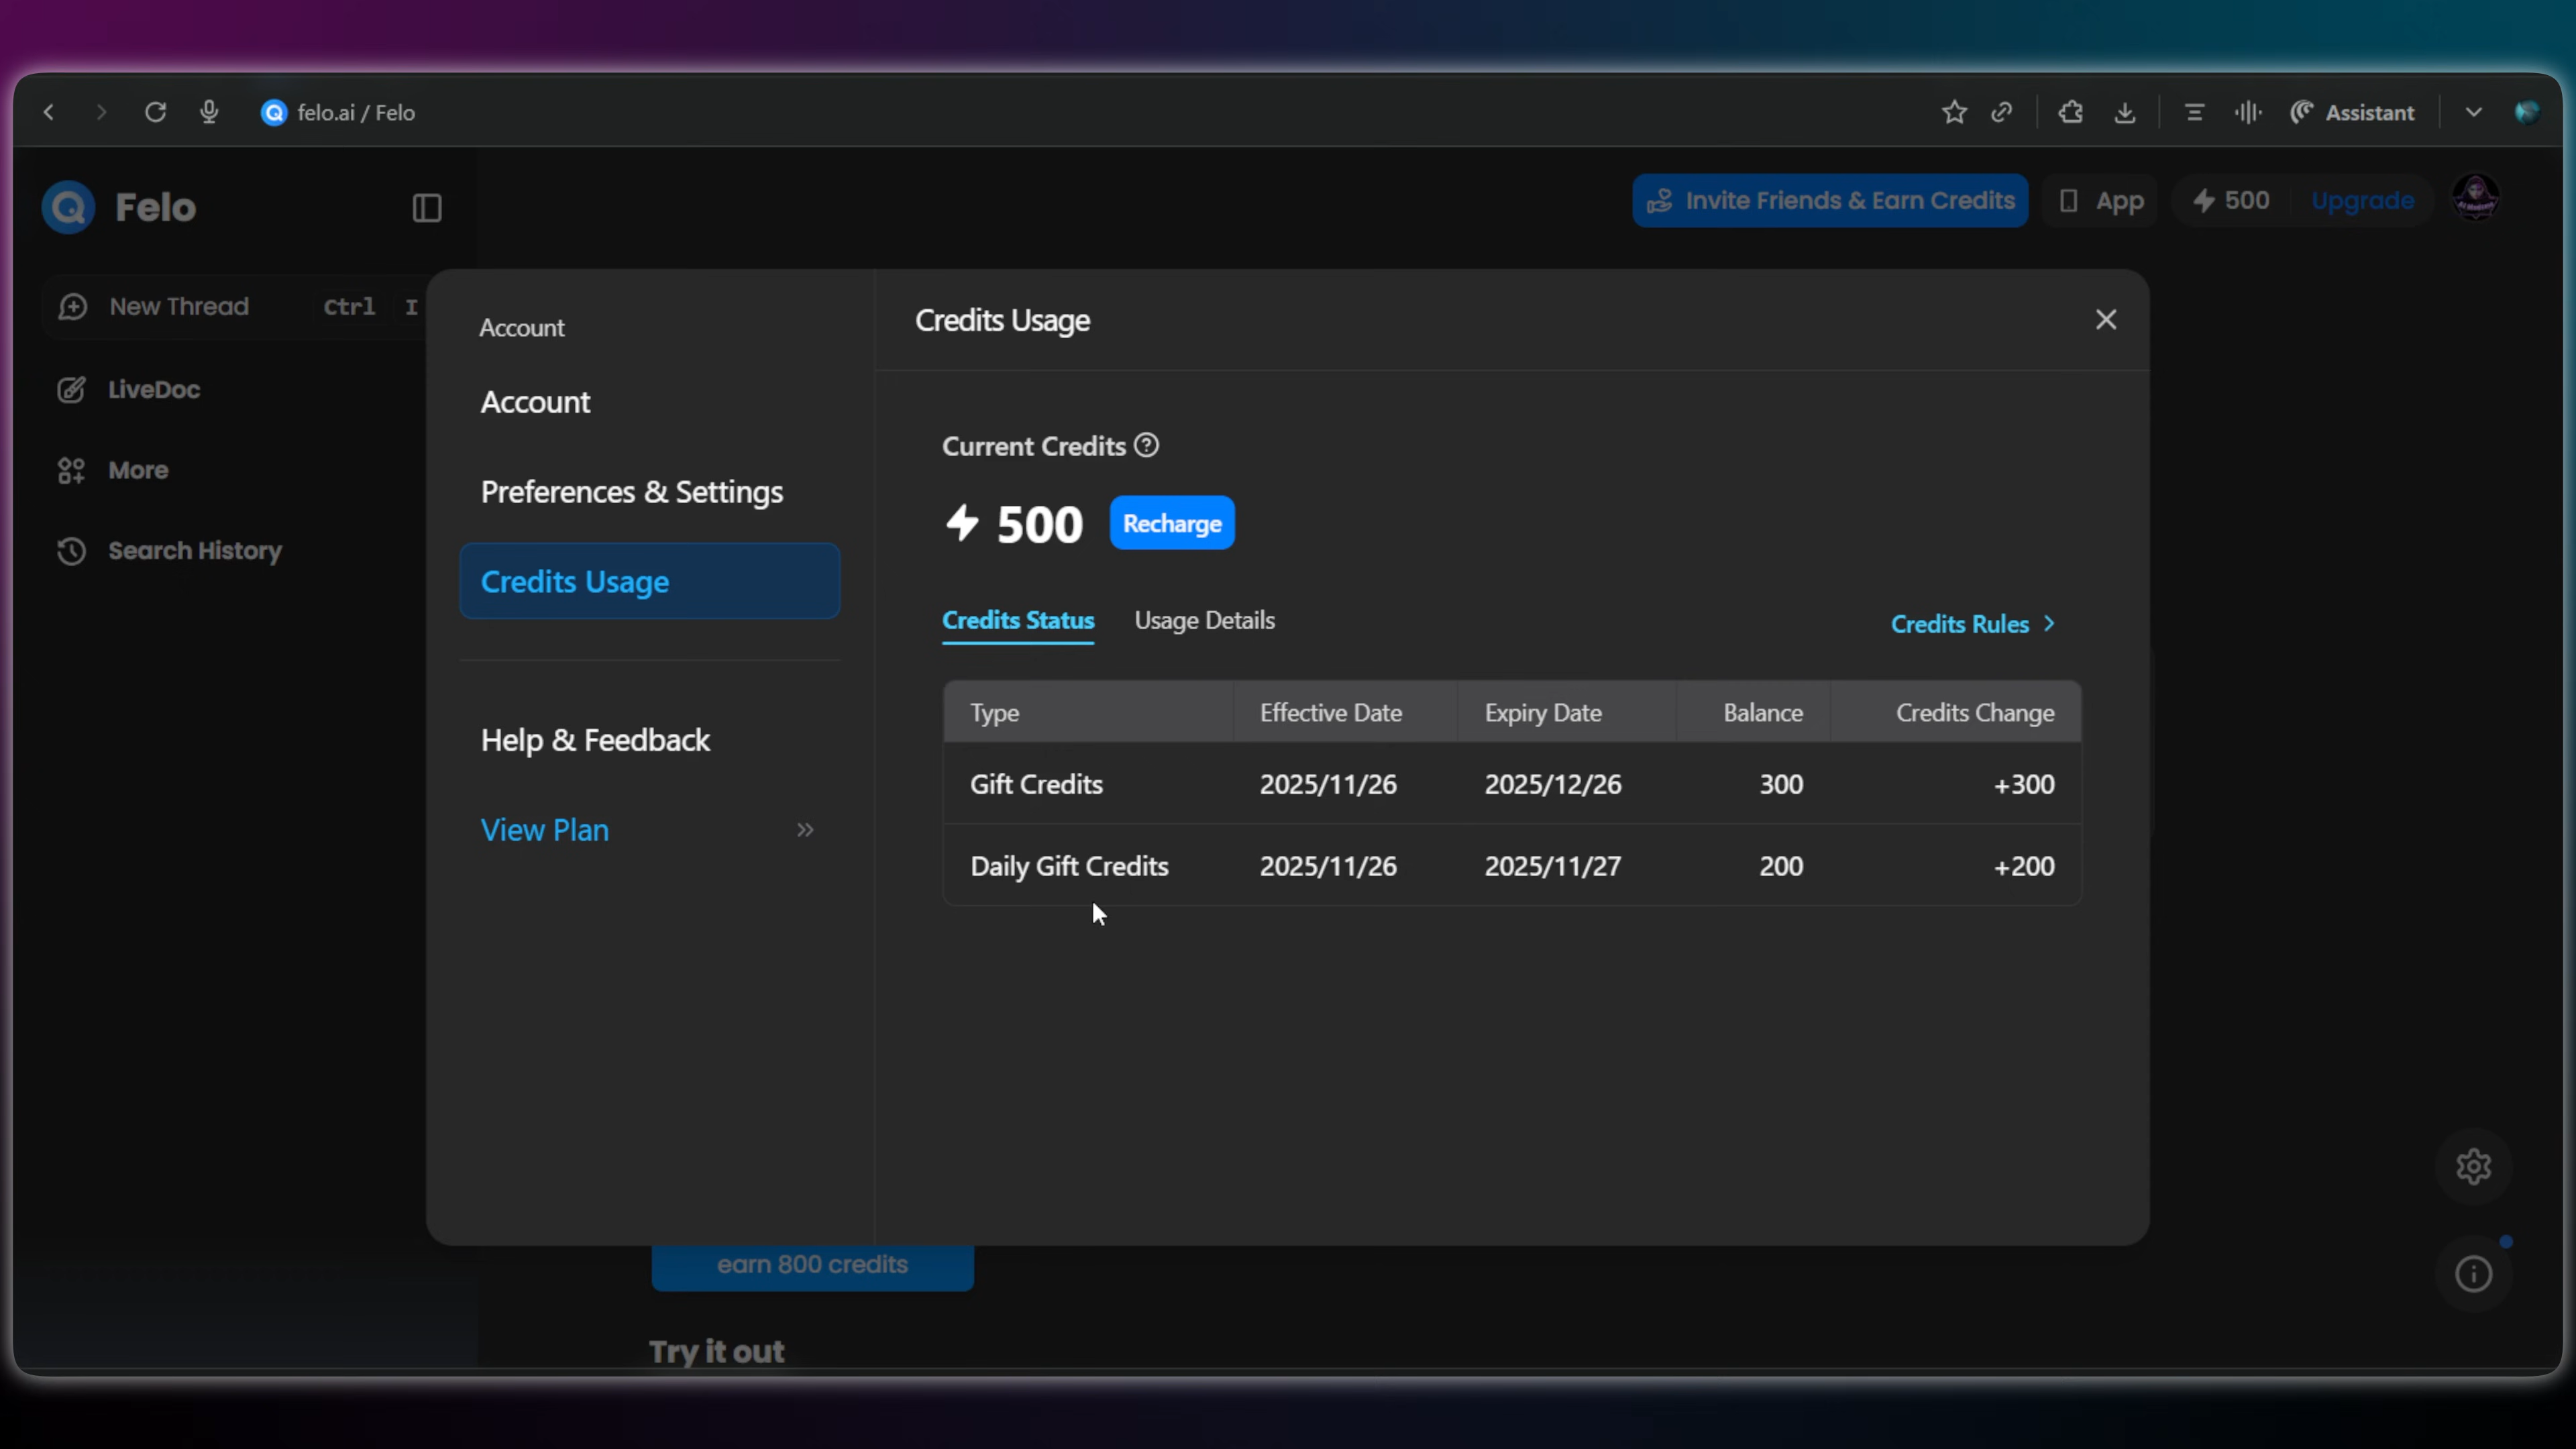 felo.ai / Felo
Assistant
Felo
Invite Friends & Earn Credits
App
500
Upgrade
New Thread
Ctrl I
LiveDoc
More
Search History
Account
Account
Preferences & Settings
Credits Usage
Help & Feedback
View Plan
Credits Usage
Current Credits
500
Recharge
Credits Status
Usage Details
Credits Rules
Type Effective Date Expiry Date Balance Credits Change
Gift Credits 2025/11/26 2025/12/26 300 +300
Daily Gift Credits 2025/11/26 2025/11/27 200 +200
earn 800 credits
Try it out